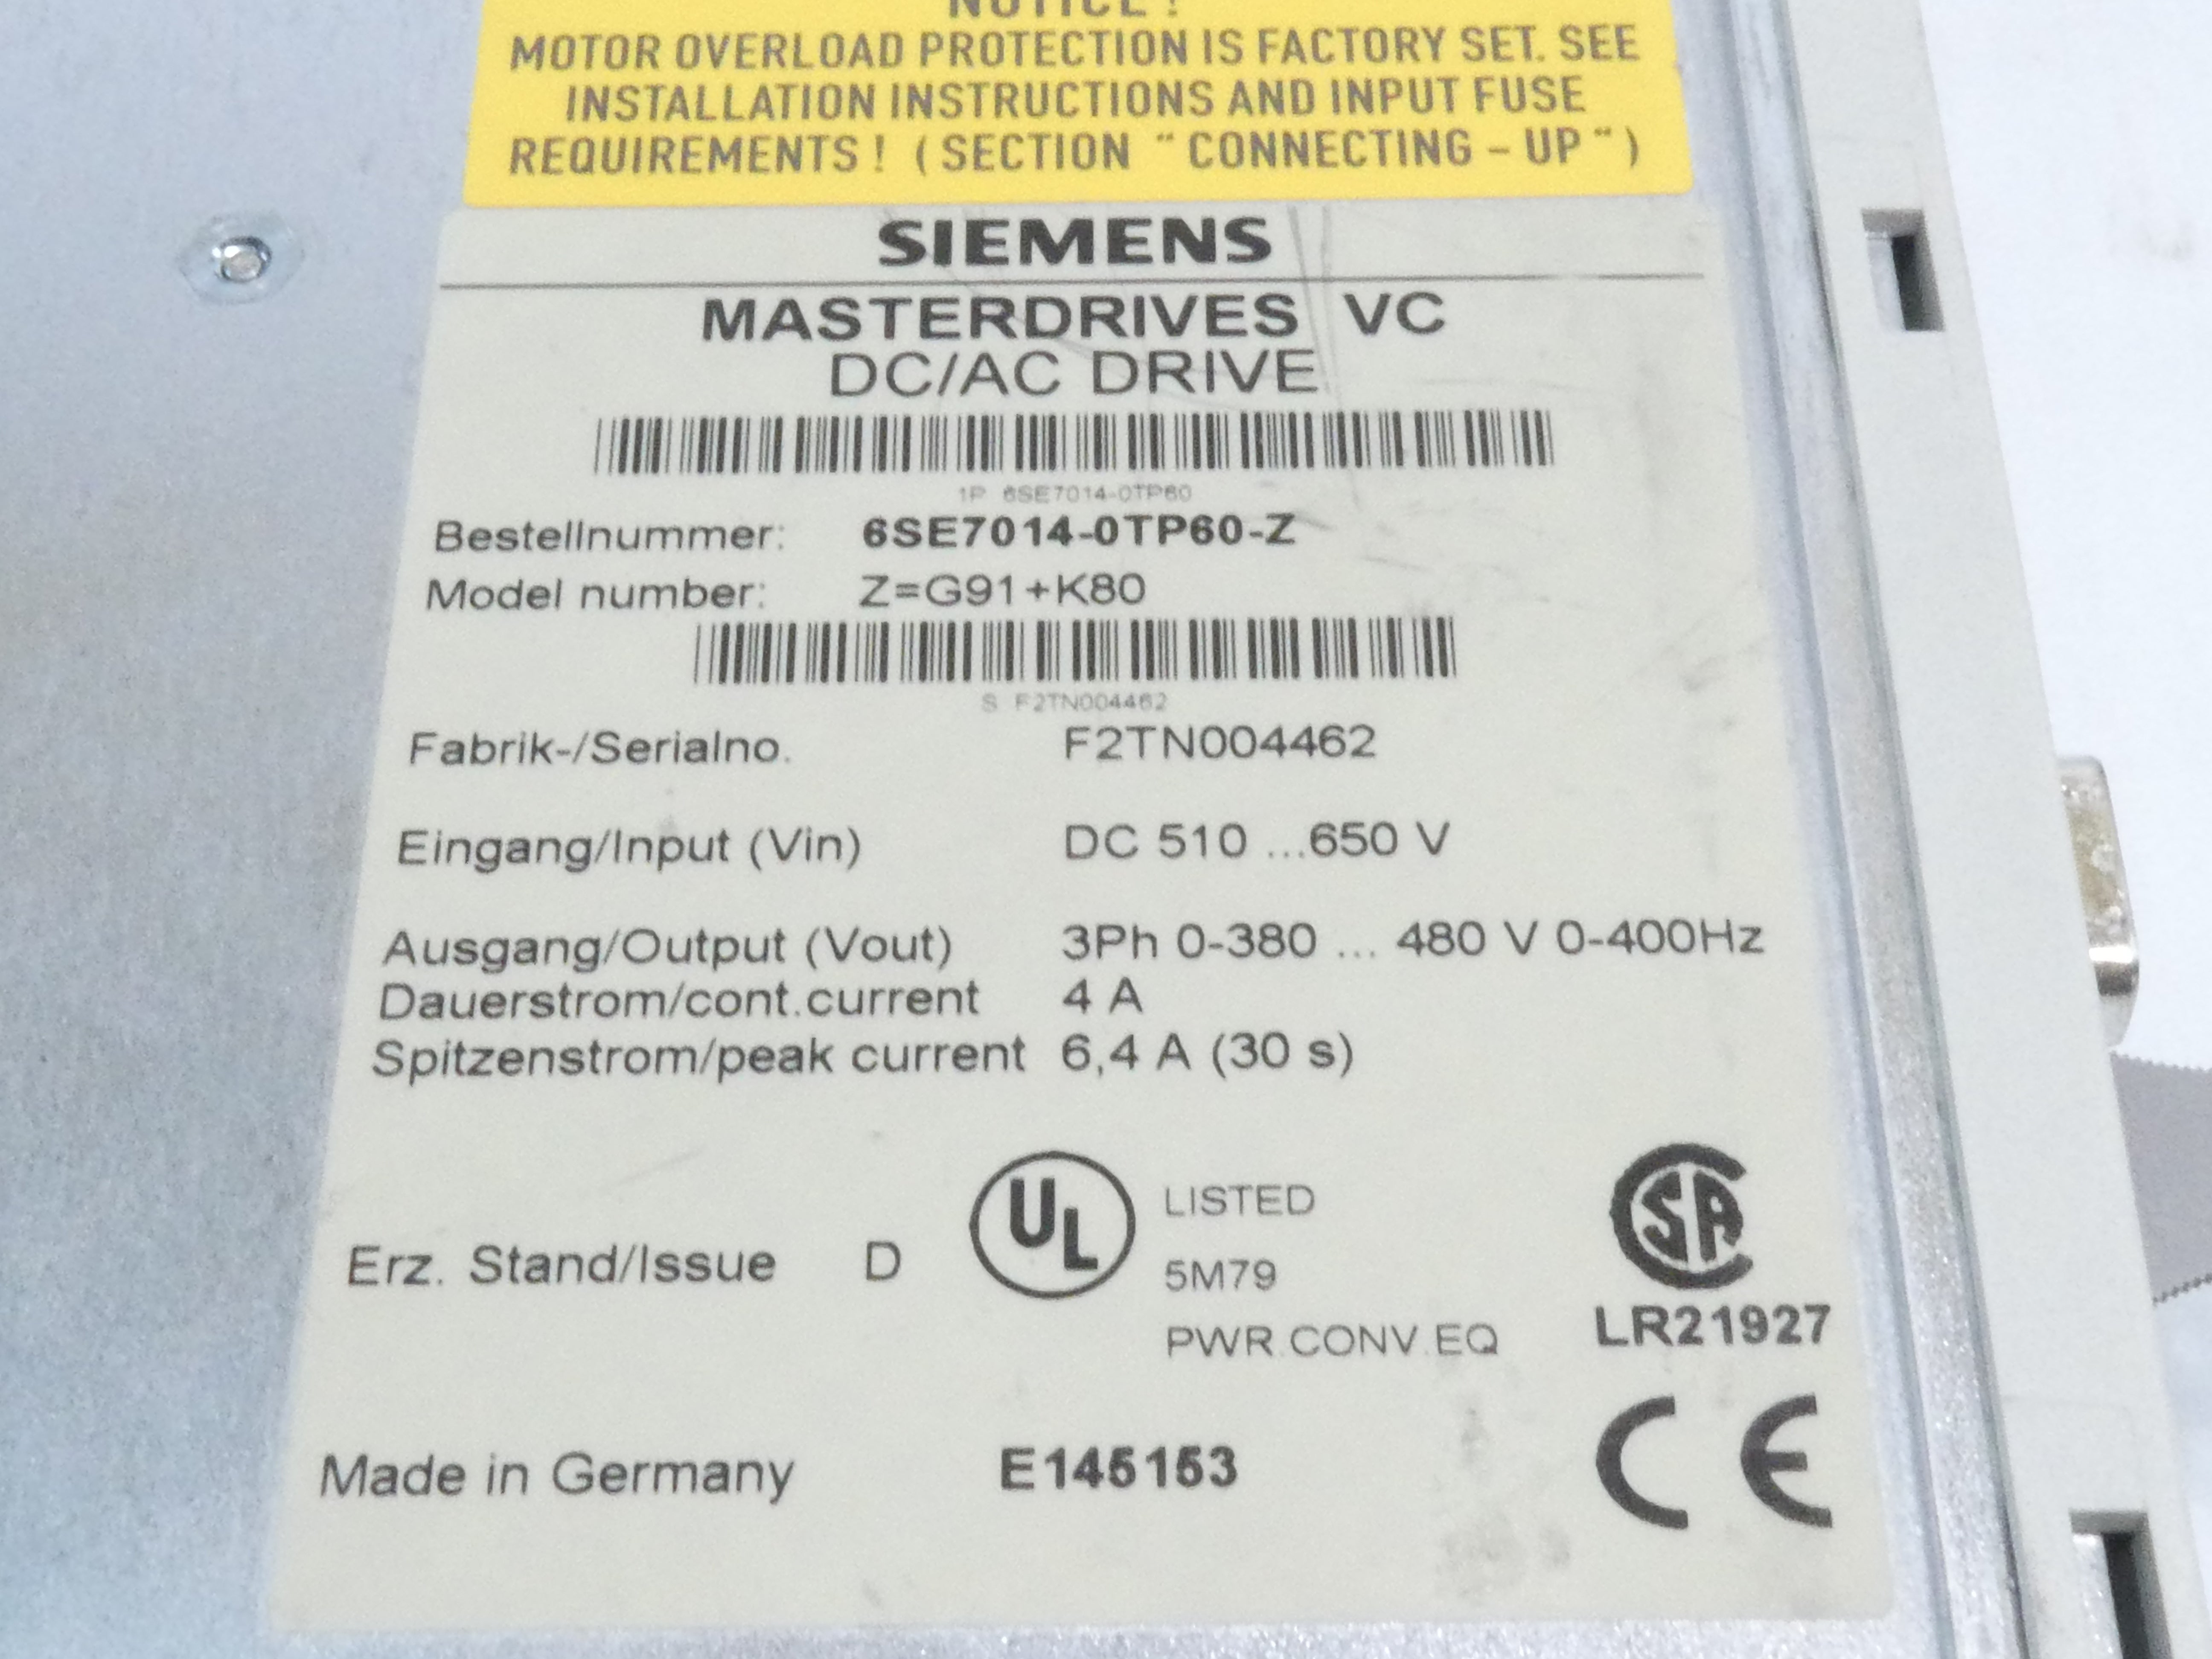 NOTICE !
MOTOR OVERLOAD PROTECTION IS FACTORY SET. SEE
INSTALLATION INSTRUCTIONS AND INPUT FUSE
REQUIREMENTS ! ( SECTION " CONNECTING – UP " )
SIEMENS
MASTERDRIVES VC
DC/AC DRIVE
1P 6SE7014-0TP60
Bestellnummer: 6SE7014-0TP60-Z
Model number: Z=G91+K80
S F2TN004462
Fabrik-/Serialno. F2TN004462
Eingang/Input (Vin) DC 510 ...650 V
Ausgang/Output (Vout) 3Ph 0-380 ... 480 V 0-400Hz
Dauerstrom/cont.current 4 A
Spitzenstrom/peak current 6,4 A (30 s)
UL LISTED
SA
Erz. Stand/Issue D
5M79
PWR.CONV.EQ
LR21927
Made in Germany E145153
CE